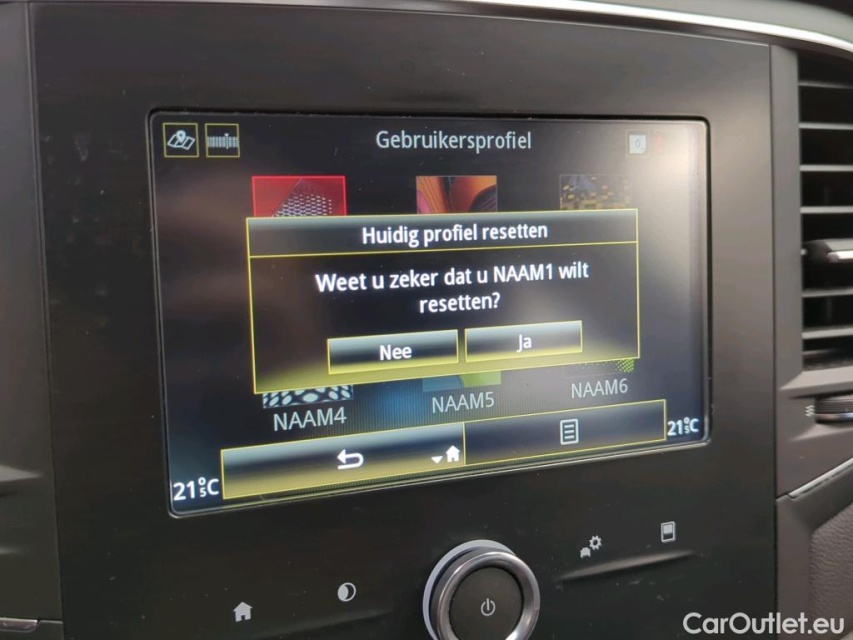 Gebruikersprofiel
Huidig profiel resetten
Weet u zeker dat u NAAM1 wilt
resetten?
Nee
Ja
NAAM4
NAAM5
NAAM6
21°C
21°C
CarOutlet.eu